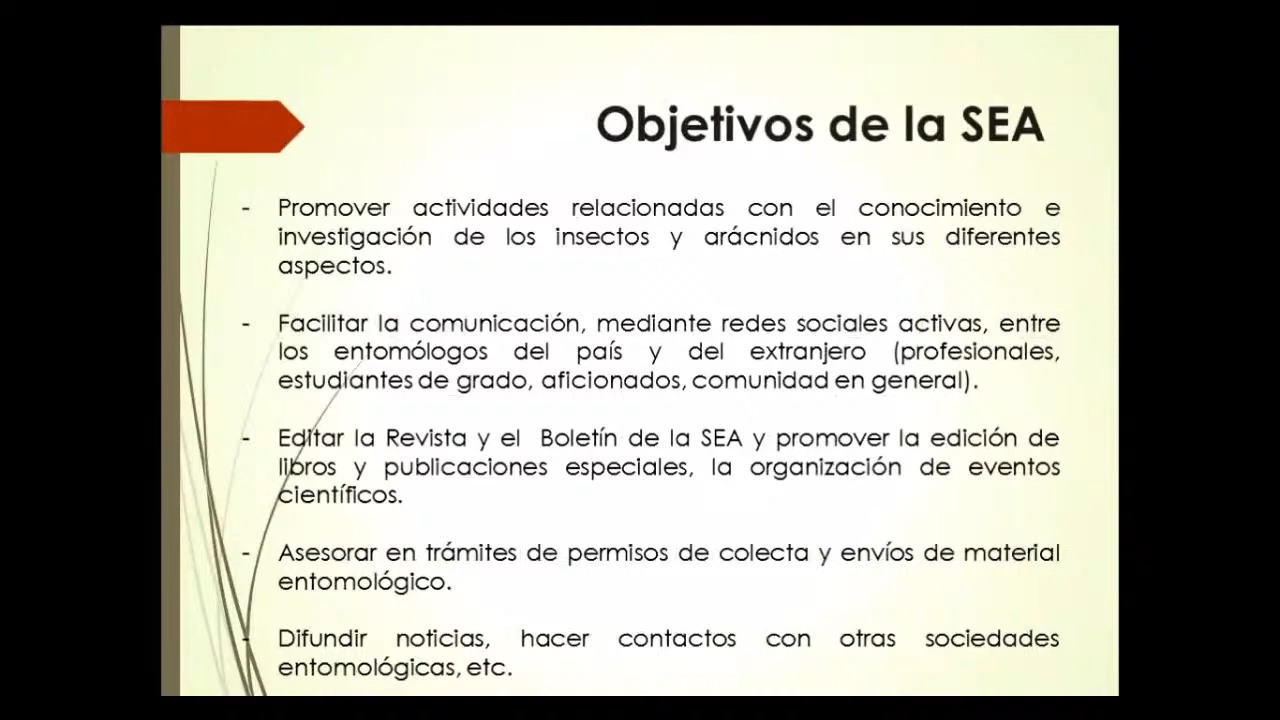 Objetivos de la SEA
- Promover actividades relacionadas con el conocimiento e
investigación de los insectos y arácnidos en sus diferentes
aspectos.
- Facilitar la comunicación, mediante redes sociales activas, entre
los entomólogos del país y del extranjero (profesionales,
estudiantes de grado, aficionados, comunidad en general).
- Editar la Revista y el Boletín de la SEA y promover la edición de
libros y publicaciones especiales, la organización de eventos
científicos.
- Asesorar en trámites de permisos de colecta y envíos de material
entomológico.
- Difundir noticias, hacer contactos con otras sociedades
entomológicas, etc.